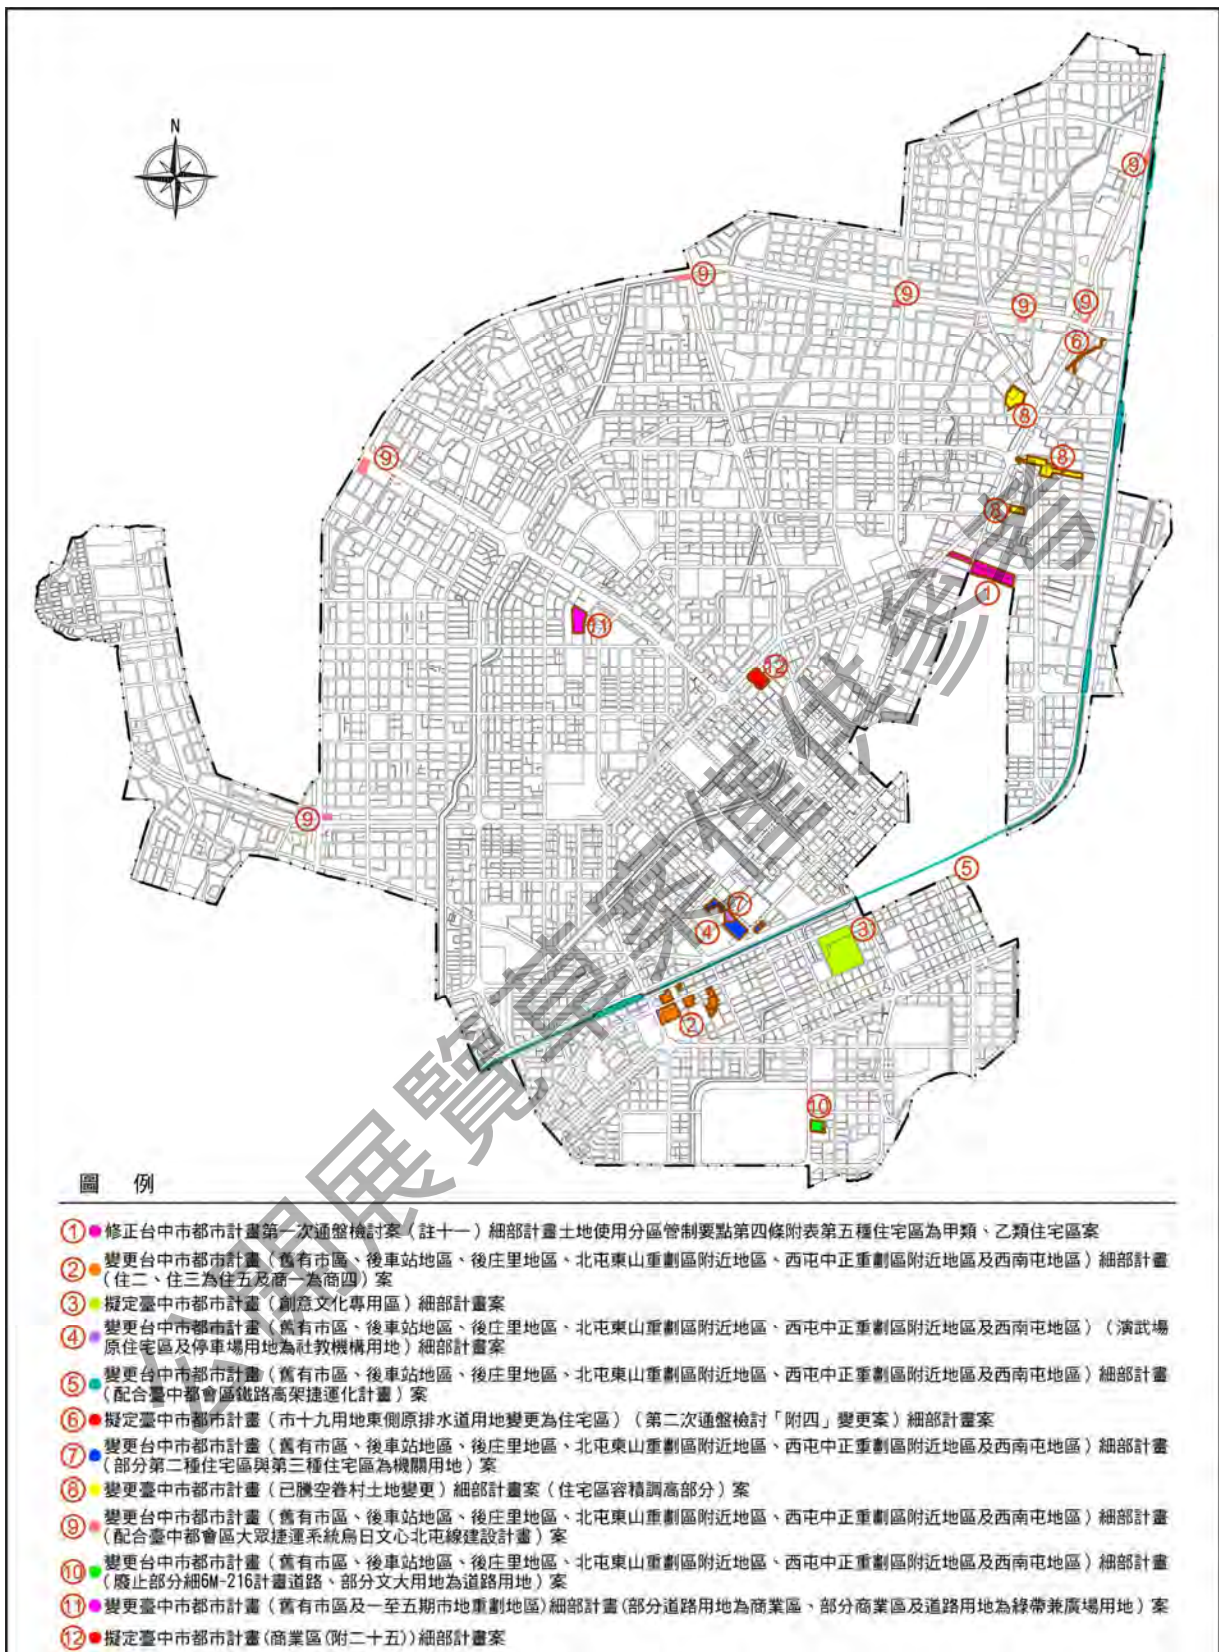 N
⑨
⑨
⑨
⑨
⑨
⑥
⑧
⑨
⑧
⑧
①
⑪
⑫
⑨
⑤
⑦
④
③
②
⑩
公開展覽草案僅供參考
圖 例
① 修正台中市都市計畫第一次通盤檢討案（註十一）細部計畫土地使用分區管制要點第四條附表第五種住宅區為甲類、乙類住宅區案
② 變更台中市都市計畫（舊有市區、後車站地區、後庄里地區、北屯東山重劃區附近地區、西屯中正重劃區附近地區及西南屯地區）細部計畫
（住二、住三為住五及商一為商四）案
③ 擬定臺中市都市計畫（創意文化專用區）細部計畫案
④ 變更台中市都市計畫（舊有市區、後車站地區、後庄里地區、北屯東山重劃區附近地區、西屯中正重劃區附近地區及西南屯地區）（演武場
原住宅區及停車場用地為社教機構用地）細部計畫案
⑤ 變更台中市都市計畫（舊有市區、後車站地區、後庄里地區、北屯東山重劃區附近地區、西屯中正重劃區附近地區及西南屯地區）細部計畫
（配合臺中都會區鐵路高架捷運化計畫）案
⑥ 擬定臺中市都市計畫（市十九用地東側原排水道用地變更為住宅區）（第二次通盤檢討「附四」變更案）細部計畫案
⑦ 變更台中市都市計畫（舊有市區、後車站地區、後庄里地區、北屯東山重劃區附近地區、西屯中正重劃區附近地區及西南屯地區）細部計畫
（部分第二種住宅區與第三種住宅區為機關用地）案
⑧ 變更臺中市都市計畫（已騰空眷村土地變更）細部計畫案（住宅區容積調高部分）案
⑨ 變更台中市都市計畫（舊有市區、後車站地區、後庄里地區、北屯東山重劃區附近地區、西屯中正重劃區附近地區及西南屯地區）細部計畫
（配合臺中都會區大眾捷運系統烏日文心北屯線建設計畫）案
⑩ 變更台中市都市計畫（舊有市區、後車站地區、後庄里地區、北屯東山重劃區附近地區、西屯中正重劃區附近地區及西南屯地區）細部計畫
（廢止部分細6M-216計畫道路、部分文大用地為道路用地）案
⑪ 變更臺中市都市計畫（舊有市區及一至五期市地重劃地區)細部計畫(部分道路用地為商業區、部分商業區及道路用地為綠帶兼廣場用地）案
⑫ 擬定臺中市都市計畫(商業區(附二十五))細部計畫案